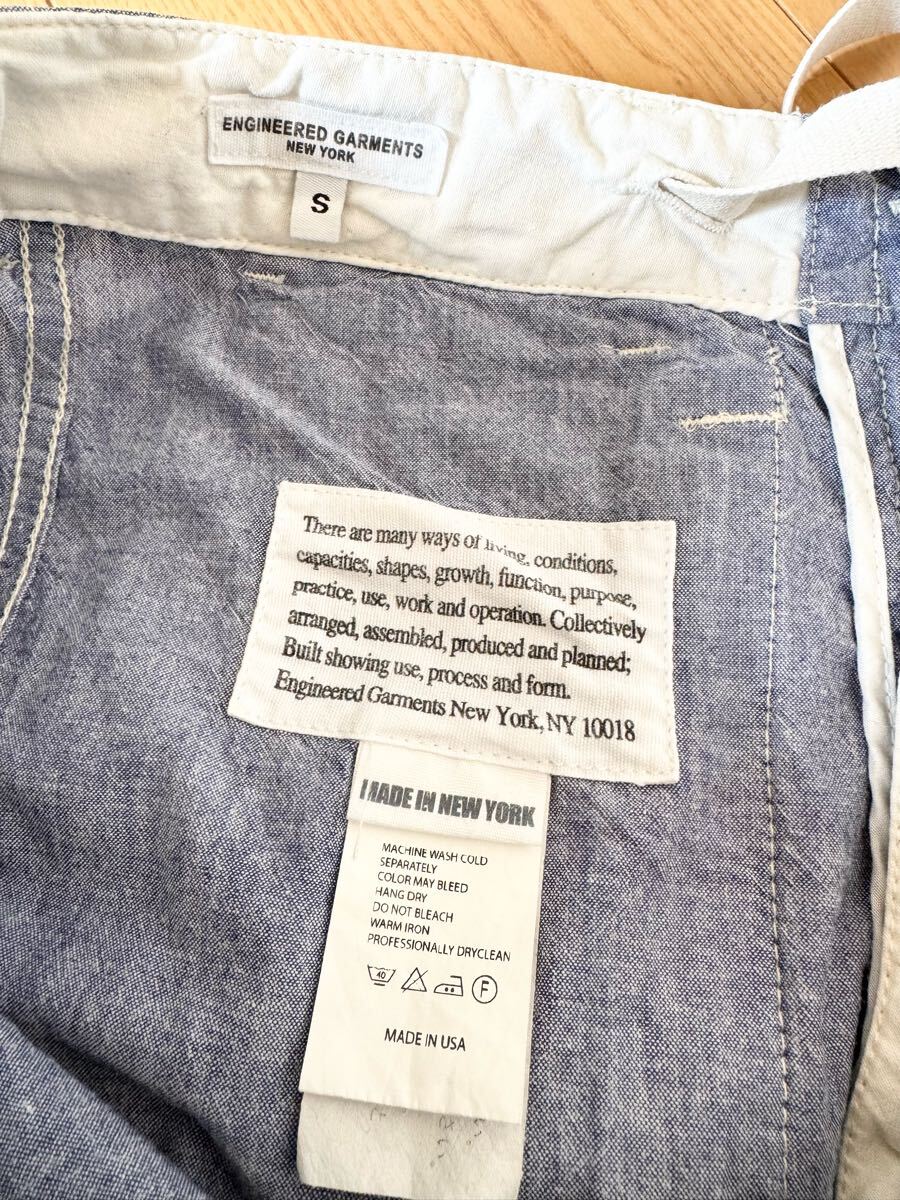 ENGINEERED GARMENTS
NEW YORK
S
There are many ways of living, conditions,
capacities, shapes, growth, function, purpose,
practice, use, work and operation. Collectively
arranged, assembled, produced and planned;
Built showing use, process and form.
Engineered Garments New York, NY 10018
MADE IN NEW YORK
MACHINE WASH COLD
SEPARATELY
COLOR MAY BLEED
HANG DRY
DO NOT BLEACH
WARM IRON
PROFESSIONALLY DRYCLEAN
40 F
MADE IN USA